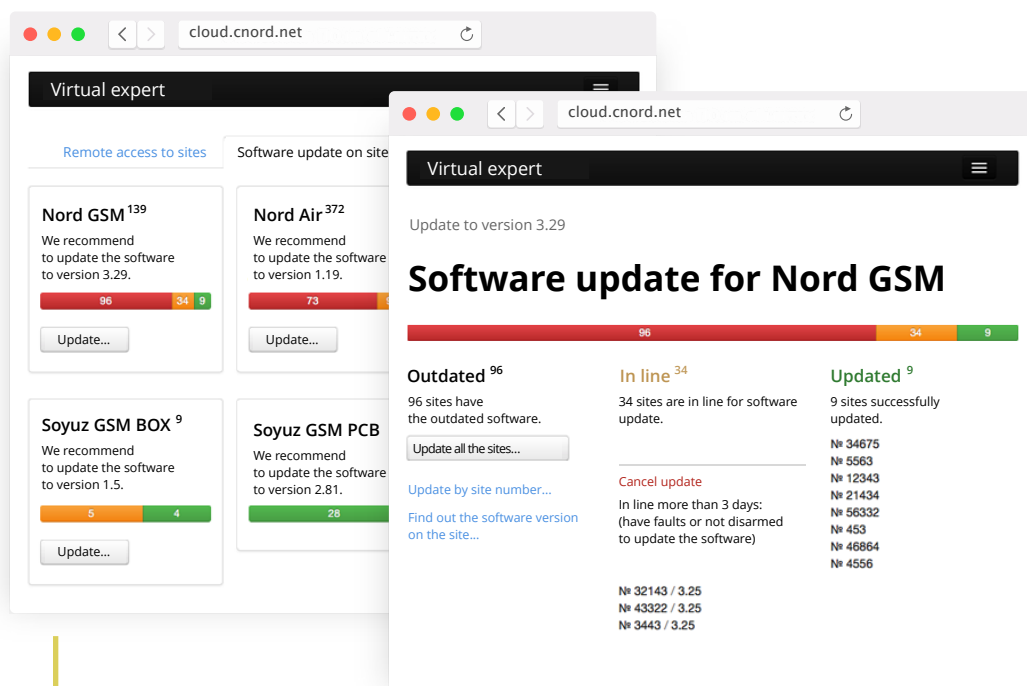 cloud.cnord.net
Virtual expert
Remote access to sites
Software update on site
Nord GSM 139
We recommend
to update the software
to version 3.29.
96 34 9
Update...
Nord Air 372
We recommend
to update the software
to version 1.19.
73
Update...
Soyuz GSM BOX 9
We recommend
to update the software
to version 1.5.
5 4
Update...
Soyuz GSM PCB
We recommend
to update the software
to version 2.81.
28
cloud.cnord.net
Virtual expert
Update to version 3.29
Software update for Nord GSM
96 34 9
Outdated 96
96 sites have
the outdated software.
Update all the sites...
Update by site number...
Find out the software version
on the site...
In line 34
34 sites are in line for software
update.
Cancel update
In line more than 3 days:
(have faults or not disarmed
to update the software)
№ 32143 / 3.25
№ 43322 / 3.25
№ 3443 / 3.25
Updated 9
9 sites successfully
updated.
№ 34675
№ 5563
№ 12343
№ 21434
№ 56332
№ 453
№ 46864
№ 4556